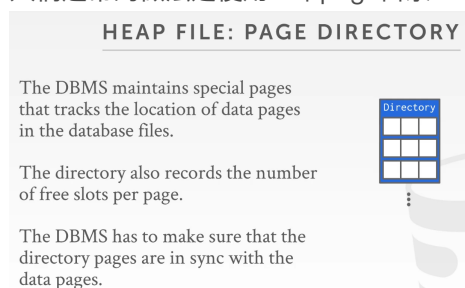 HEAP FILE: PAGE DIRECTORY
The DBMS maintains special pages
that tracks the location of data pages
in the database files.
Directory
The directory also records the number
of free slots per page.
The DBMS has to make sure that the
directory pages are in sync with the
data pages.